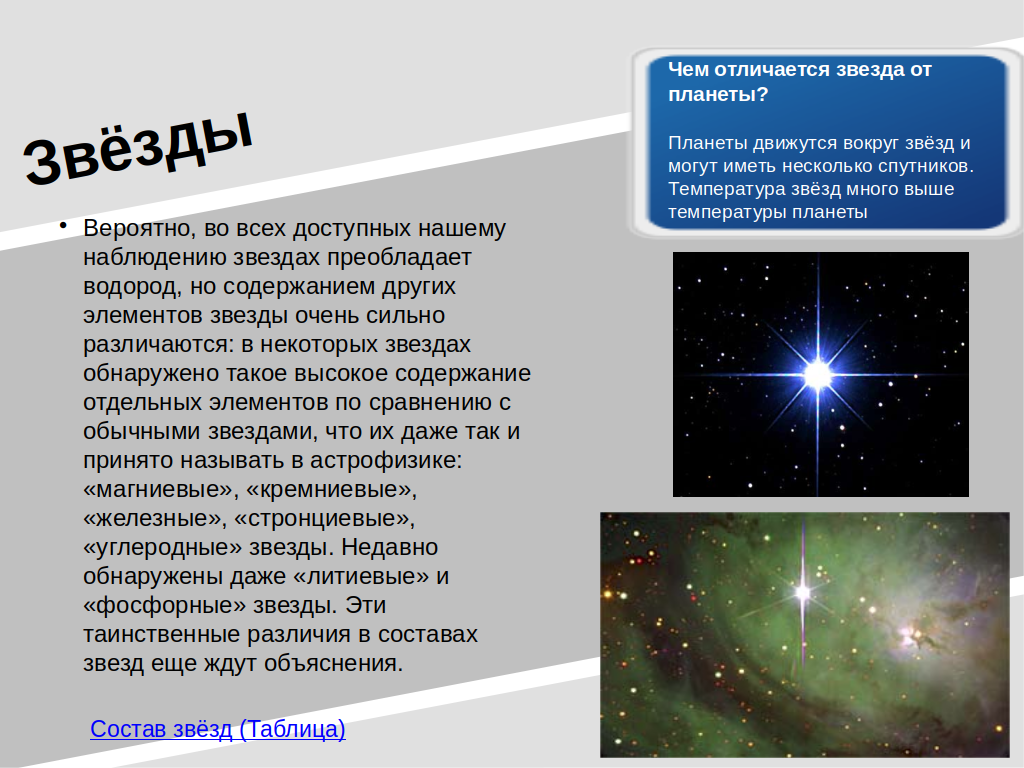 Звёзды
• Вероятно, во всех доступных нашему
наблюдению звездах преобладает
водород, но содержанием других
элементов звезды очень сильно
различаются: в некоторых звездах
обнаружено такое высокое содержание
отдельных элементов по сравнению с
обычными звездами, что их даже так и
принято называть в астрофизике:
«магниевые», «кремниевые»,
«железные», «стронциевые»,
«углеродные» звезды. Недавно
обнаружены даже «литиевые» и
«фосфорные» звезды. Эти
таинственные различия в составах
звезд еще ждут объяснения.
Состав звёзд (Таблица)
Чем отличается звезда от
планеты?
Планеты движутся вокруг звёзд и
могут иметь несколько спутников.
Температура звёзд много выше
температуры планеты